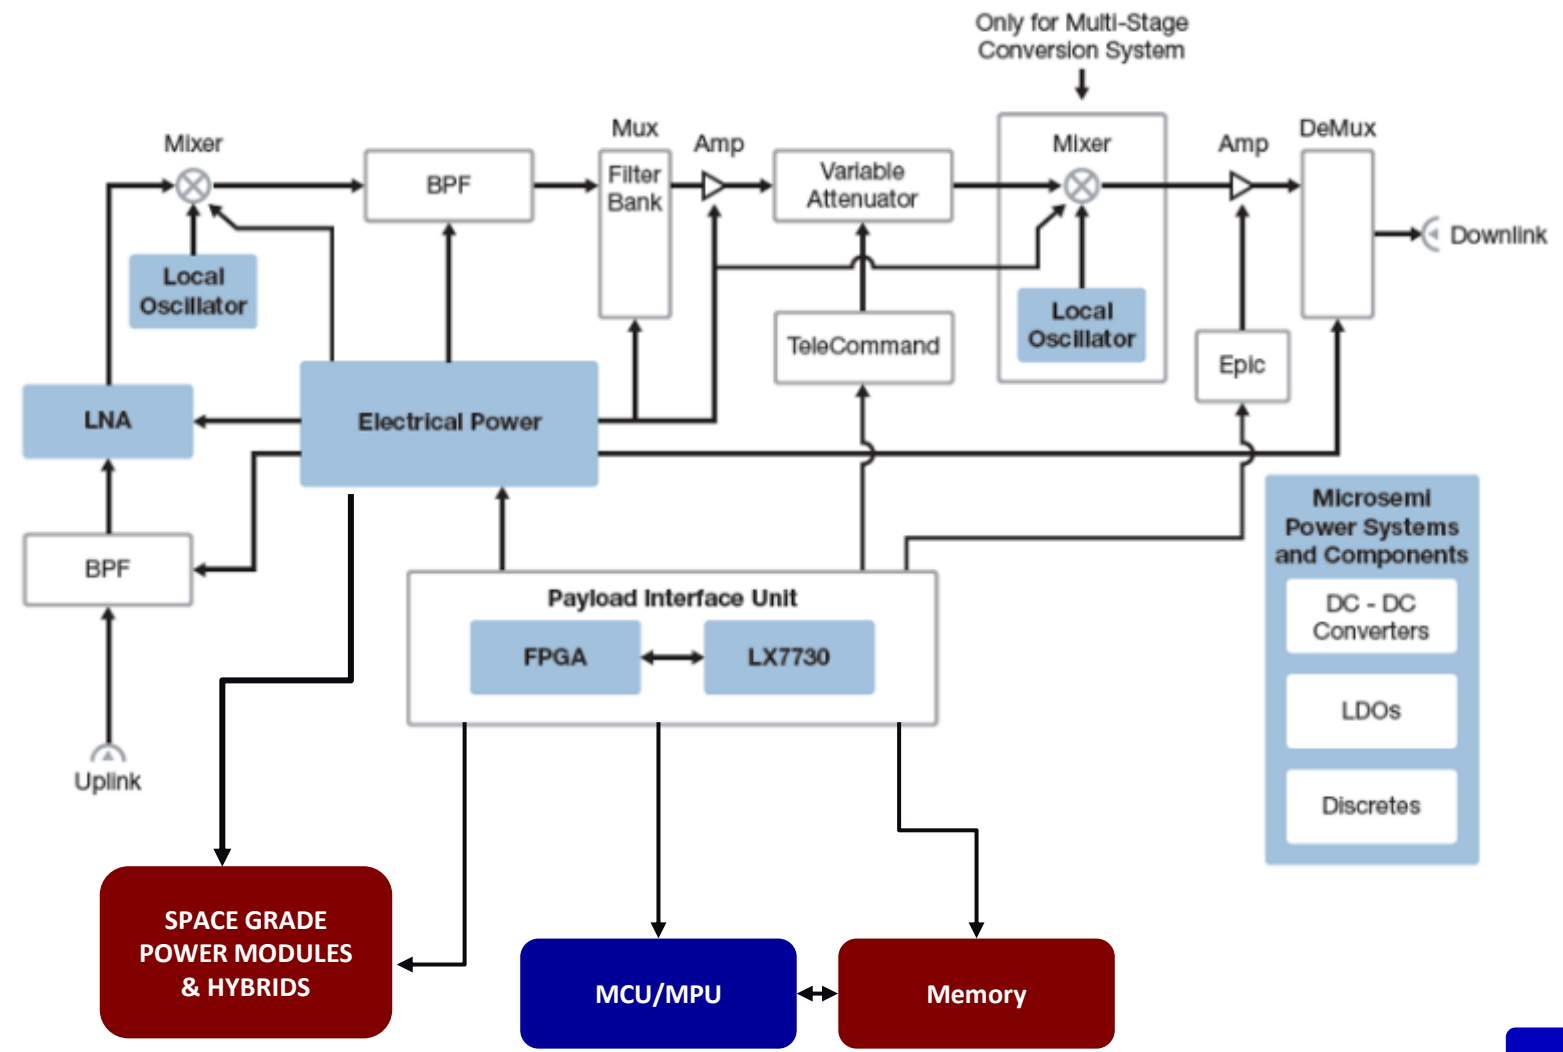 Only for Multi-Stage
Conversion System
Mixer
BPF
Mux
Filter
Bank
Amp
Variable
Attenuator
Mixer
Amp
DeMux
Downlink
Local
Oscillator
Local
Oscillator
TeleCommand
Epic
LNA
Electrical Power
BPF
Uplink
Payload Interface Unit
FPGA
LX7730
Microsemi
Power Systems
and Components
DC - DC
Converters
LDOs
Discretes
SPACE GRADE
POWER MODULES
& HYBRIDS
MCU/MPU
Memory